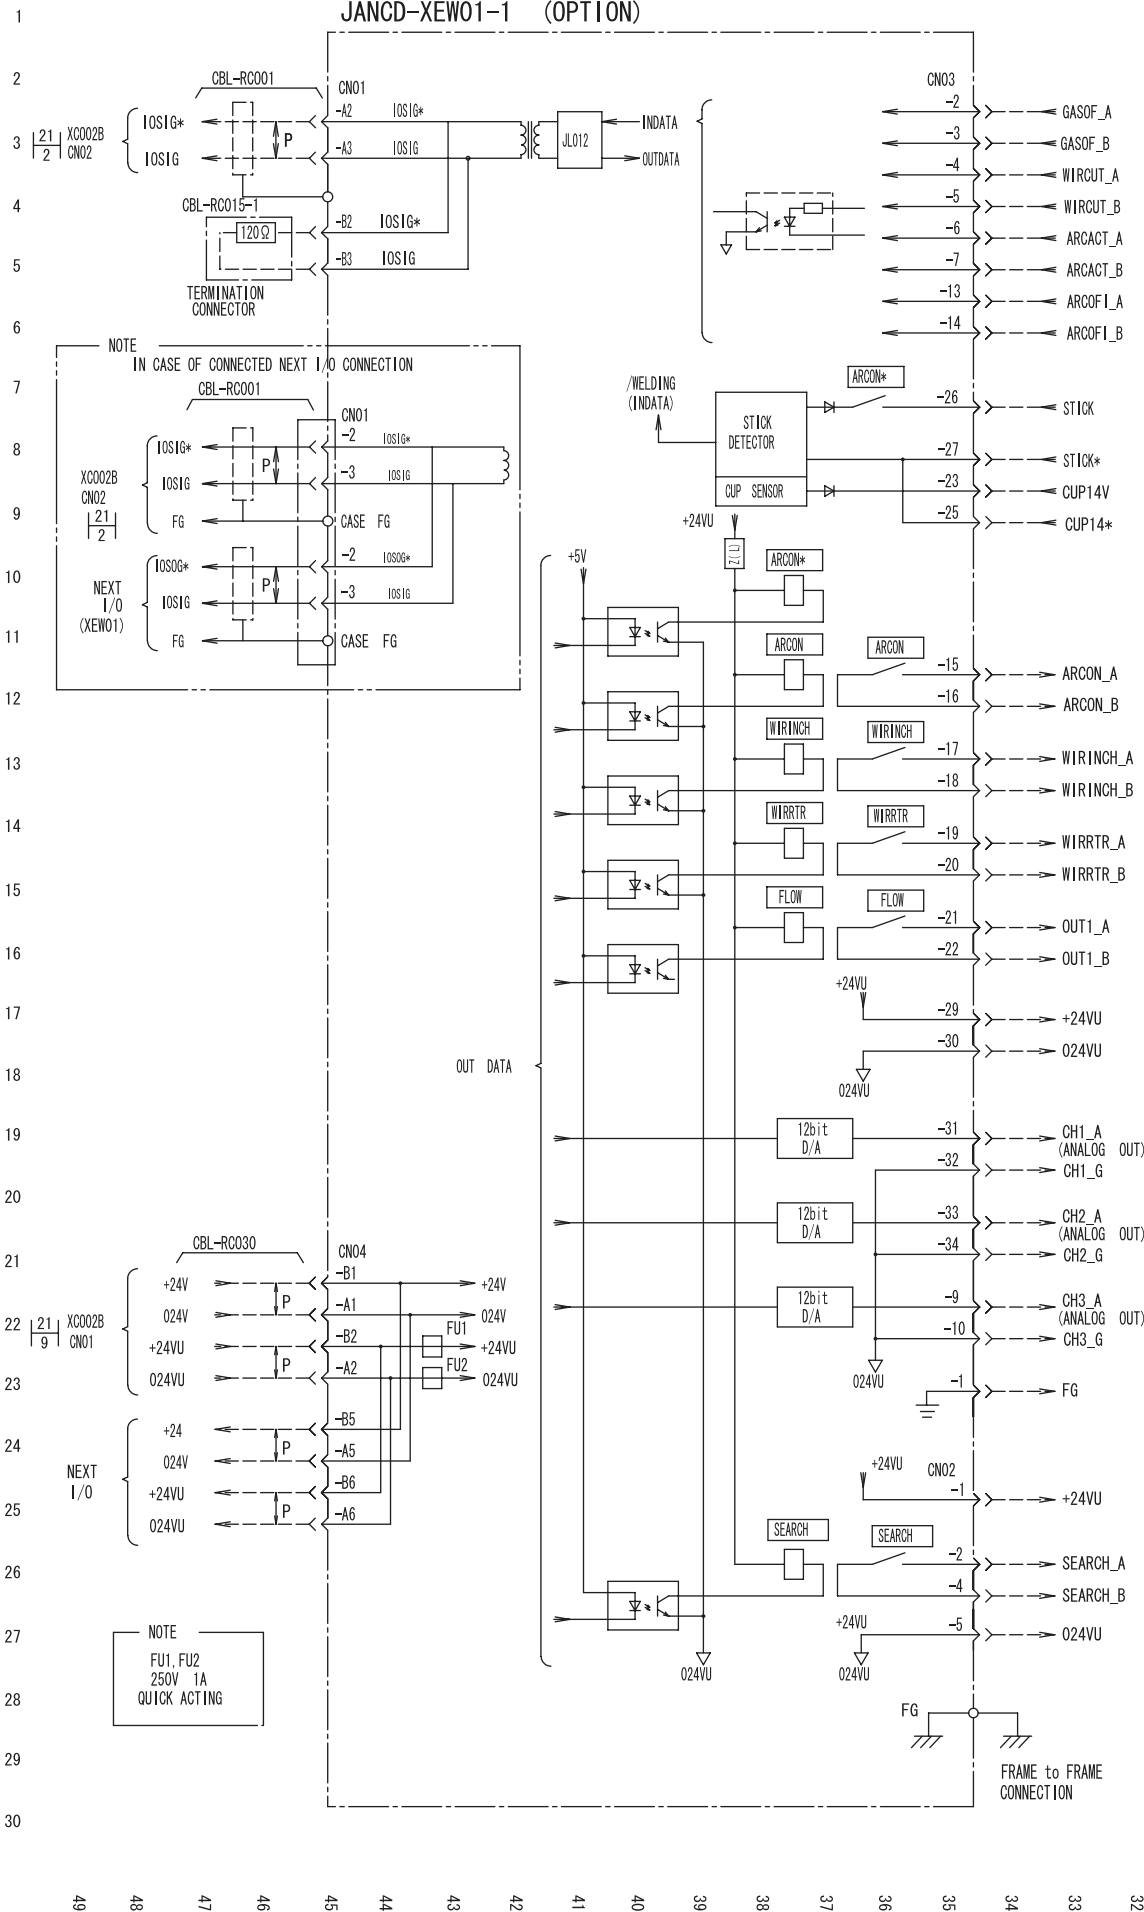 JANCD-XEW01-1 (OPTION)
1
2
3
4
5
6
7
8
9
10
11
12
13
14
15
16
17
18
19
20
21
22
23
24
25
26
27
28
29
30
CBL-RC001
CN01
21
2
XC002B
CN02
IOSIG*
IOSIG
P
-A2 IOSIG*
-A3 IOSIG
JL012
INDATA
OUTDATA
CBL-RC015-1
120Ω
-B2 IOSIG*
-B3 IOSIG
TERMINATION
CONNECTOR
NOTE
IN CASE OF CONNECTED NEXT I/O CONNECTION
CBL-RC001
CN01
XC002B
CN02
21
2
IOSIG*
IOSIG
FG
P
-2 IOSIG*
-3 IOSIG
CASE FG
NEXT
I/O
(XEW01)
IOSOG*
IOSIG
FG
P
-2 IOSOG*
-3 IOSIG
CASE FG
CN03
-2 GASOF_A
-3 GASOF_B
-4 WIRCUT_A
-5 WIRCUT_B
-6 ARCACT_A
-7 ARCACT_B
-13 ARCOFI_A
-14 ARCOFI_B
/WELDING
(INDATA)
STICK
DETECTOR
CUP SENSOR
ARCON*
-26 STICK
-27 STICK*
-23 CUP14V
-25 CUP14*
+24VU
Z(L)
+5V
ARCON*
ARCON
ARCON
-15 ARCON_A
-16 ARCON_B
WIRINCH
WIRINCH
-17 WIRINCH_A
-18 WIRINCH_B
WIRRTR
WIRRTR
-19 WIRRTR_A
-20 WIRRTR_B
FLOW
FLOW
-21 OUT1_A
-22 OUT1_B
+24VU
-29 +24VU
-30 024VU
024VU
OUT DATA
12bit
D/A
-31 CH1_A
(ANALOG OUT)
-32 CH1_G
12bit
D/A
-33 CH2_A
(ANALOG OUT)
-34 CH2_G
12bit
D/A
-9 CH3_A
(ANALOG OUT)
-10 CH3_G
024VU
-1 FG
CBL-RC030
CN04
21
9
XC002B
CN01
+24V
024V
+24VU
024VU
P
P
-B1 +24V
-A1 024V
-B2 FU1 +24VU
-A2 FU2 024VU
NEXT
I/O
+24
024V
+24VU
024VU
P
P
-B5
-A5
-B6
-A6
+24VU
CN02
-1 +24VU
SEARCH
SEARCH
-2 SEARCH_A
-4 SEARCH_B
+24VU
-5 024VU
024VU
024VU
NOTE
FU1,FU2
250V 1A
QUICK ACTING
FG
FRAME to FRAME
CONNECTION
49
48
47
46
45
44
43
42
41
40
39
38
37
36
35
34
33
32